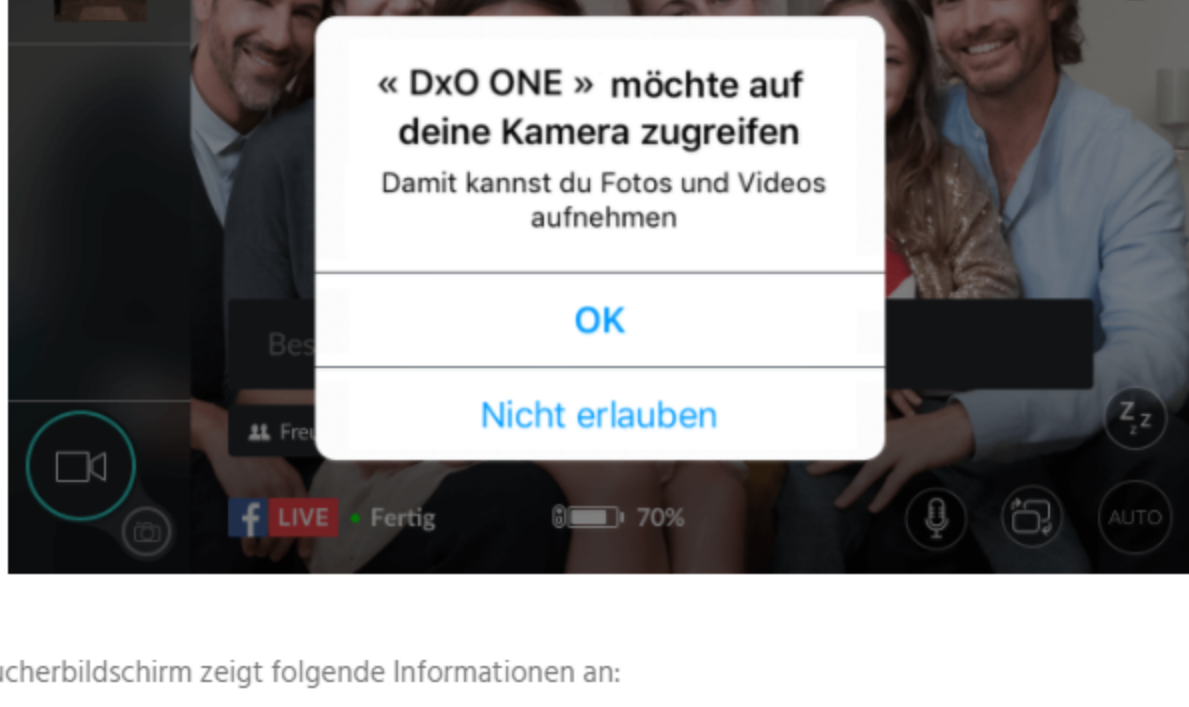 « DxO ONE » möchte auf
deine Kamera zugreifen
Damit kannst du Fotos und Videos
aufnehmen
OK
Nicht erlauben
Zzz
f LIVE • Fertig 70% AUTO
zeigt folgende Informationen an: